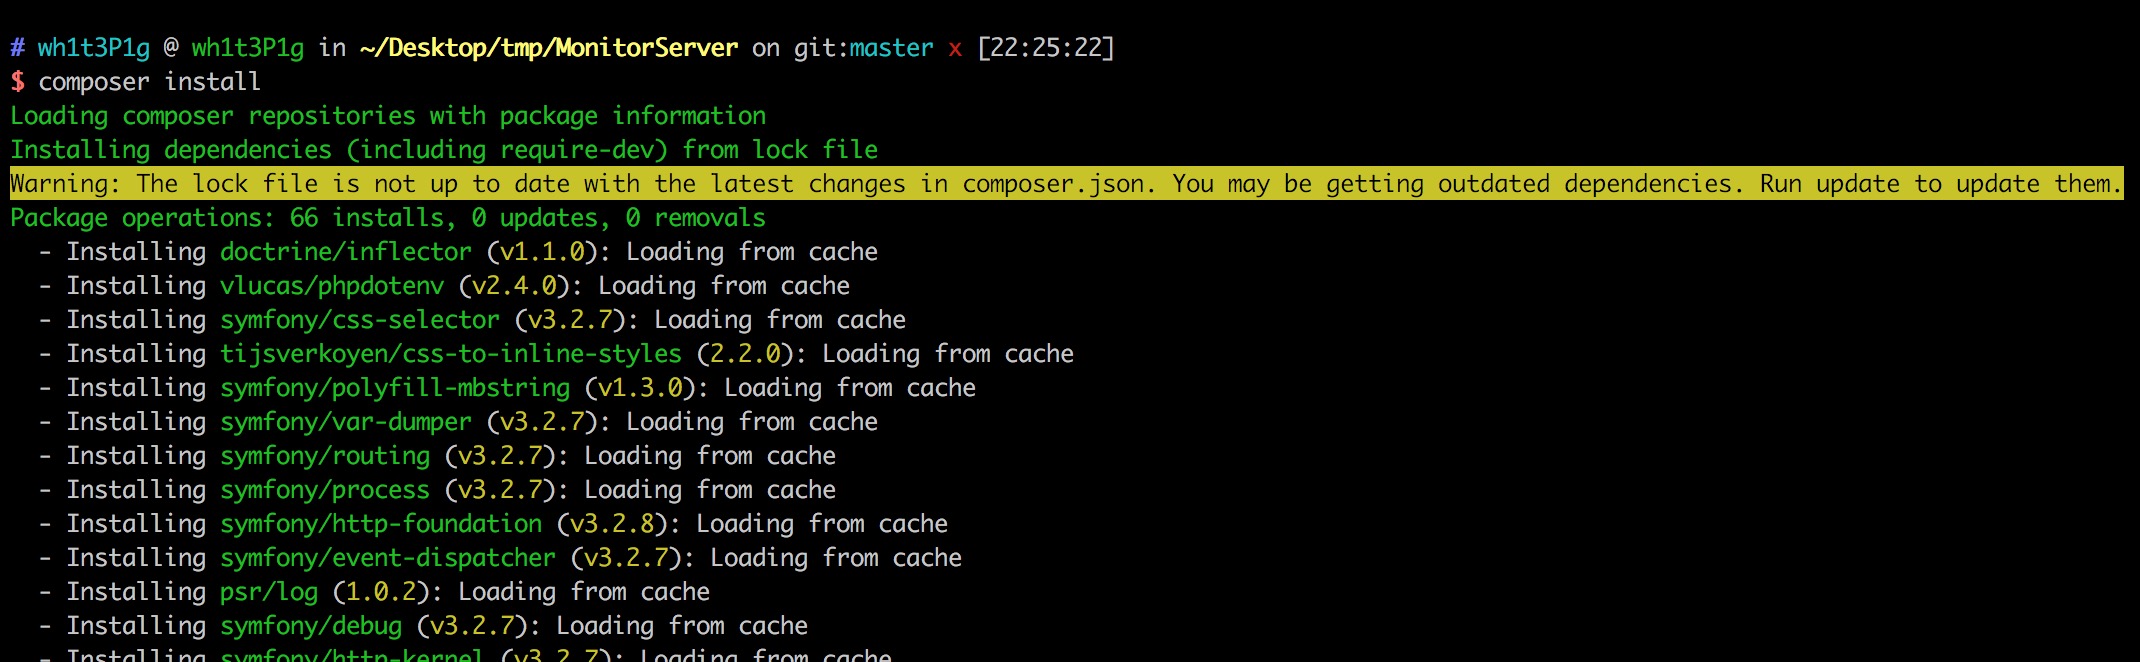 # wh1t3P1g @ wh1t3P1g in ~/Desktop/tmp/MonitorServer on git:master x [22:25:22]
$ composer install
Loading composer repositories with package information
Installing dependencies (including require-dev) from lock file
Warning: The lock file is not up to date with the latest changes in composer.json. You may be getting outdated dependencies. Run update to update them.
Package operations: 66 installs, 0 updates, 0 removals
- Installing doctrine/inflector (v1.1.0): Loading from cache
- Installing vlucas/phpdotenv (v2.4.0): Loading from cache
- Installing symfony/css-selector (v3.2.7): Loading from cache
- Installing tijsverkoyen/css-to-inline-styles (2.2.0): Loading from cache
- Installing symfony/polyfill-mbstring (v1.3.0): Loading from cache
- Installing symfony/var-dumper (v3.2.7): Loading from cache
- Installing symfony/routing (v3.2.7): Loading from cache
- Installing symfony/process (v3.2.7): Loading from cache
- Installing symfony/http-foundation (v3.2.8): Loading from cache
- Installing symfony/event-dispatcher (v3.2.7): Loading from cache
- Installing psr/log (1.0.2): Loading from cache
- Installing symfony/debug (v3.2.7): Loading from cache
- Installing symfony/http-kernel (v3.2.7): Loading from cache